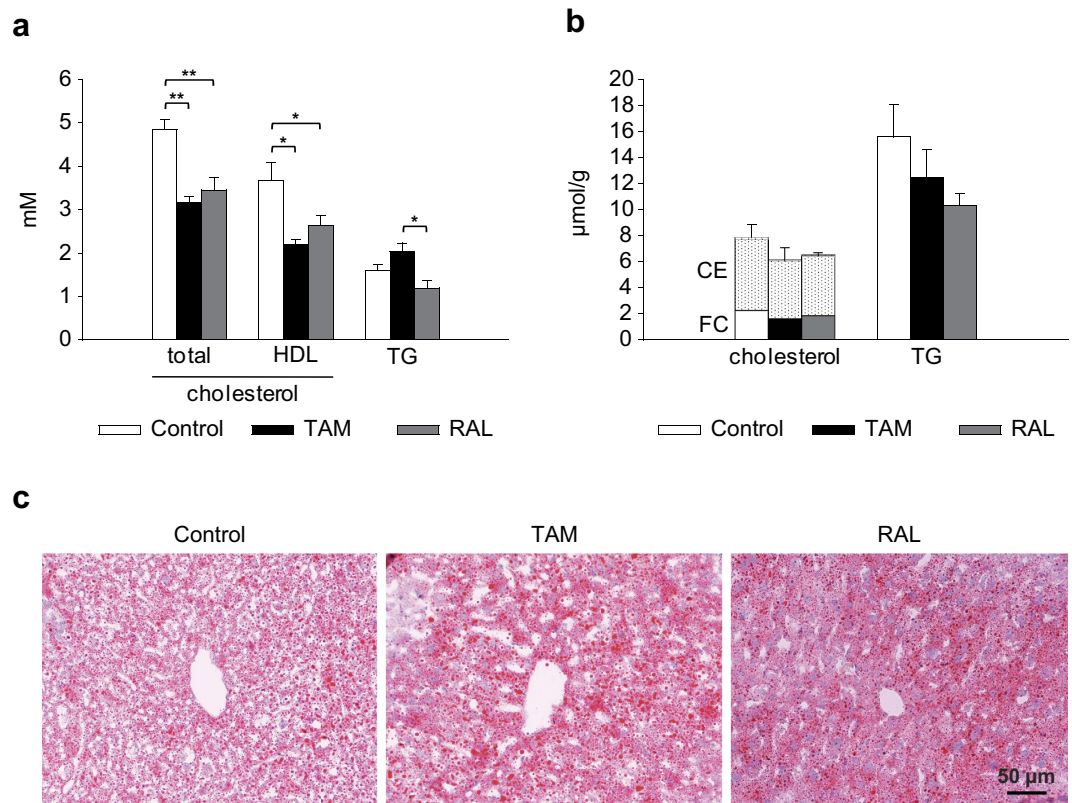 a
6
5
4
3
2
1
0
mM
**
**
*
*
*
total
HDL
TG
cholesterol
Control
TAM
RAL
b
20
18
16
14
12
10
8
6
4
2
0
µmol/g
CE
FC
cholesterol
TG
Control
TAM
RAL
c
Control
TAM
RAL
50 µm